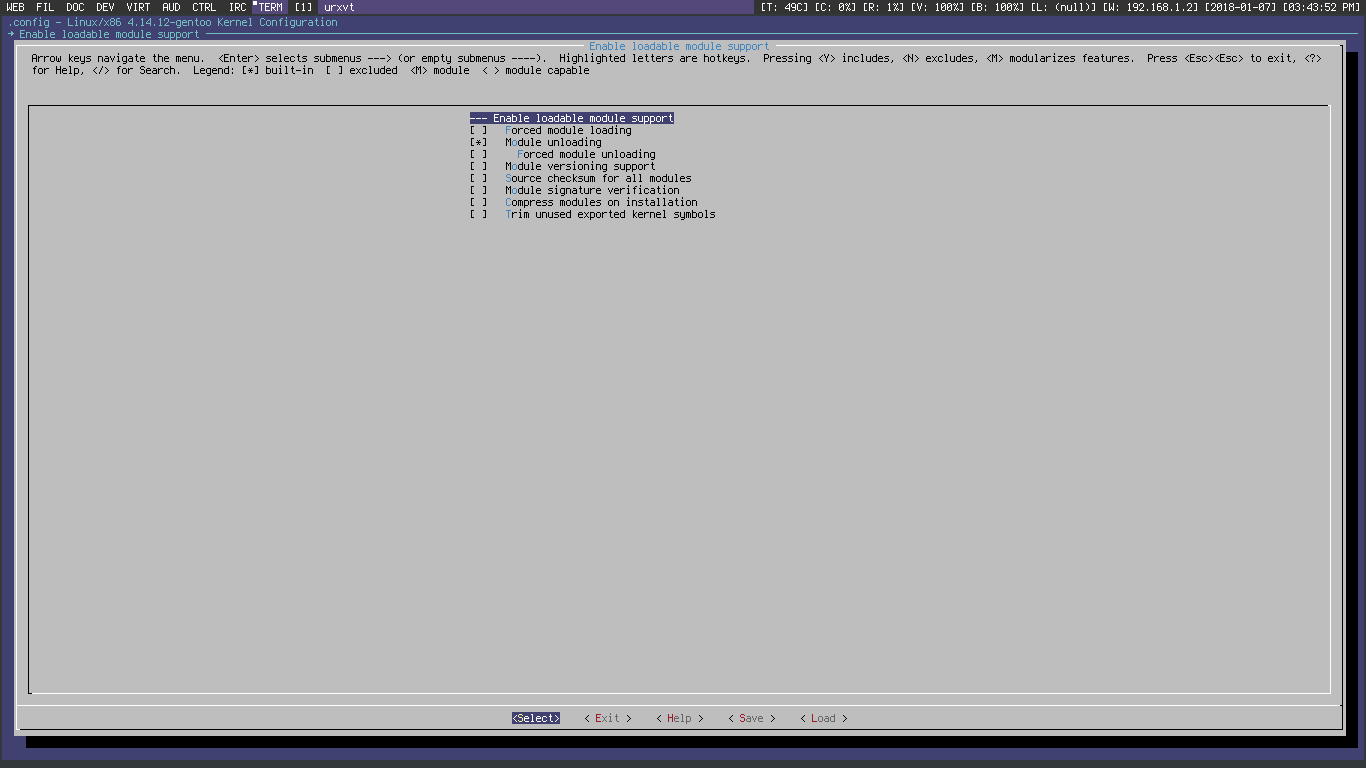 WEB FIL DOC DEV VIRT AUD CTRL IRC TERM [1] urxvt [T: 49C] [C: 0%] [R: 1%] [V: 100%] [B: 100%] [L: (null)] [W: 192.168.1.2] [2018-01-07] [03:43:52 PM]
.config - Linux/x86 4.14.12-gentoo Kernel Configuration
→ Enable loadable module support
Enable loadable module support
Arrow keys navigate the menu. <Enter> selects submenus ---> (or empty submenus ----). Highlighted letters are hotkeys. Pressing <Y> includes, <N> excludes, <M> modularizes features. Press <Esc><Esc> to exit, <?>
for Help, </> for Search. Legend: [*] built-in [ ] excluded <M> module < > module capable
--- Enable loadable module support
[ ] Forced module loading
[*] Module unloading
[ ] Forced module unloading
[ ] Module versioning support
[ ] Source checksum for all modules
[ ] Module signature verification
[ ] Compress modules on installation
[ ] Trim unused exported kernel symbols
<Select> < Exit > < Help > < Save > < Load >